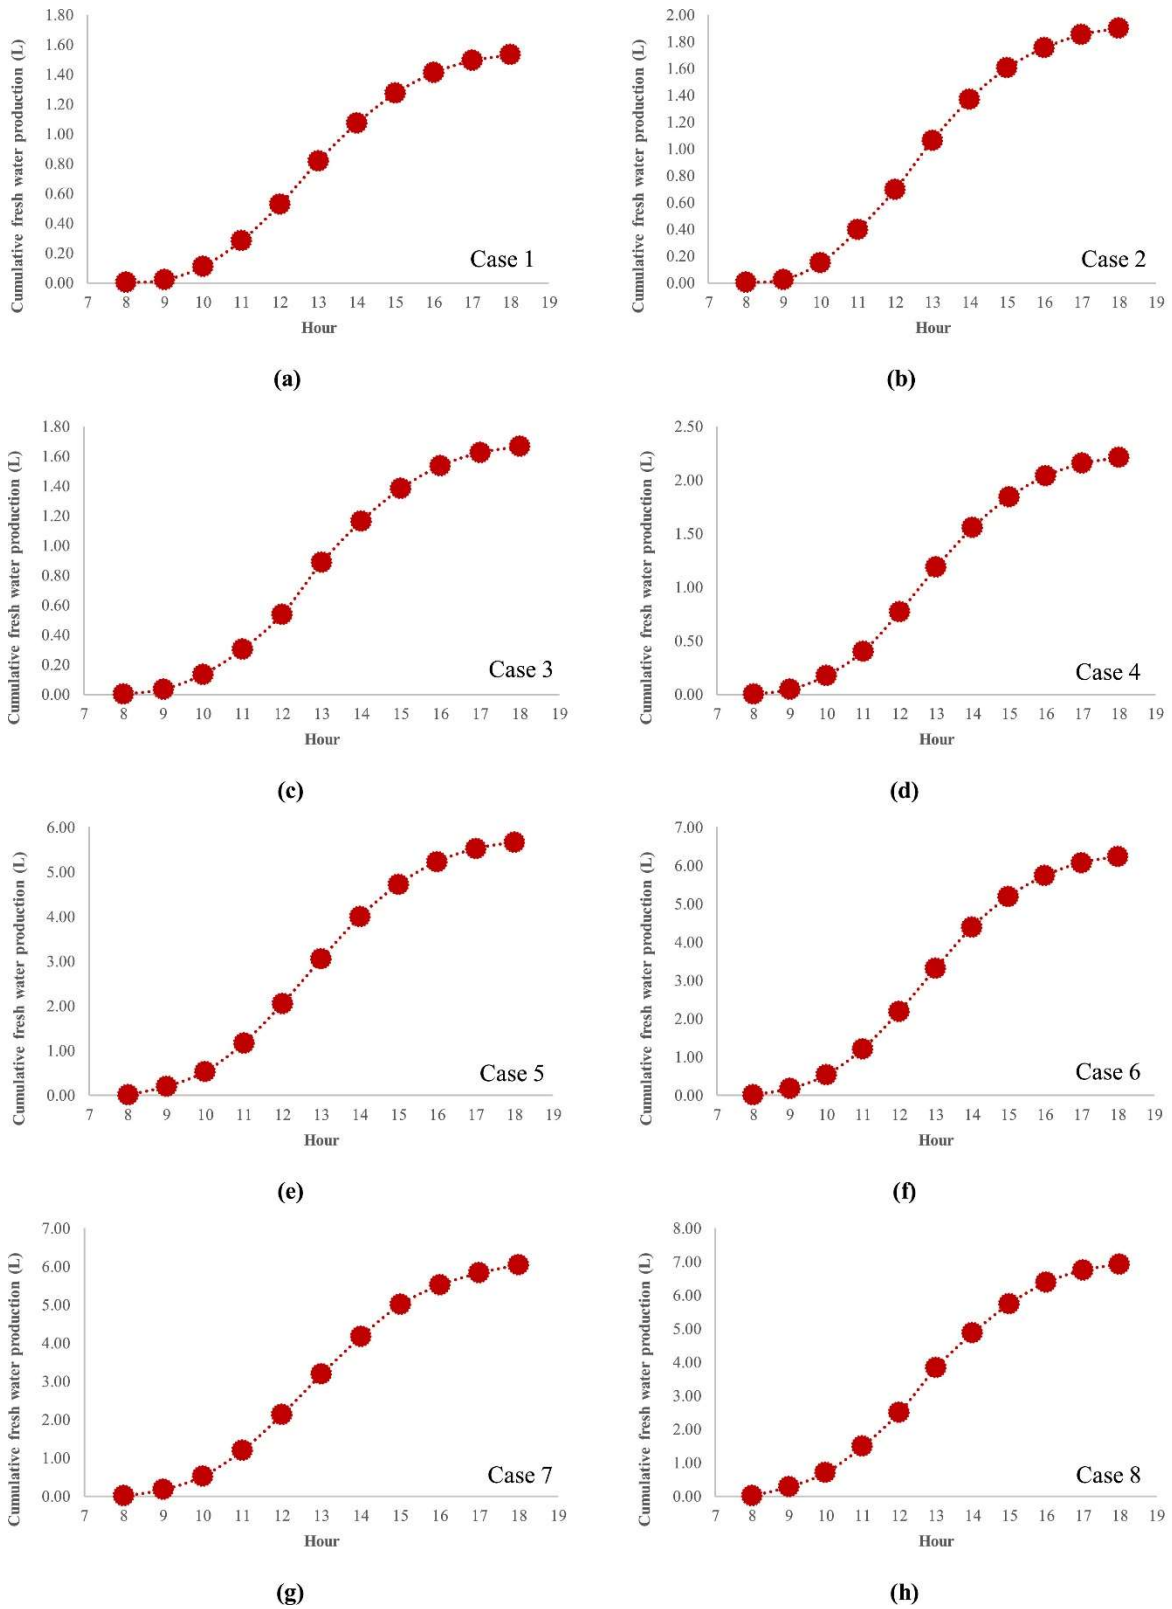 Cumulative fresh water production (L)
1.80
1.60
1.40
1.20
1.00
0.80
0.60
0.40
0.20
0.00
7 8 9 10 11 12 13 14 15 16 17 18 19
Hour
Case 1
(a)
Cumulative fresh water production (L)
2.00
1.80
1.60
1.40
1.20
1.00
0.80
0.60
0.40
0.20
0.00
7 8 9 10 11 12 13 14 15 16 17 18 19
Hour
Case 2
(b)
Cumulative fresh water production (L)
1.80
1.60
1.40
1.20
1.00
0.80
0.60
0.40
0.20
0.00
7 8 9 10 11 12 13 14 15 16 17 18 19
Hour
Case 3
(c)
Cumulative fresh water production (L)
2.50
2.00
1.50
1.00
0.50
0.00
7 8 9 10 11 12 13 14 15 16 17 18 19
Hour
Case 4
(d)
Cumulative fresh water production (L)
6.00
5.00
4.00
3.00
2.00
1.00
0.00
7 8 9 10 11 12 13 14 15 16 17 18 19
Hour
Case 5
(e)
Cumulative fresh water production (L)
7.00
6.00
5.00
4.00
3.00
2.00
1.00
0.00
7 8 9 10 11 12 13 14 15 16 17 18 19
Hour
Case 6
(f)
Cumulative fresh water production (L)
7.00
6.00
5.00
4.00
3.00
2.00
1.00
0.00
7 8 9 10 11 12 13 14 15 16 17 18 19
Hour
Case 7
(g)
Cumulative fresh water production (L)
8.00
7.00
6.00
5.00
4.00
3.00
2.00
1.00
0.00
7 8 9 10 11 12 13 14 15 16 17 18 19
Hour
Case 8
(h)